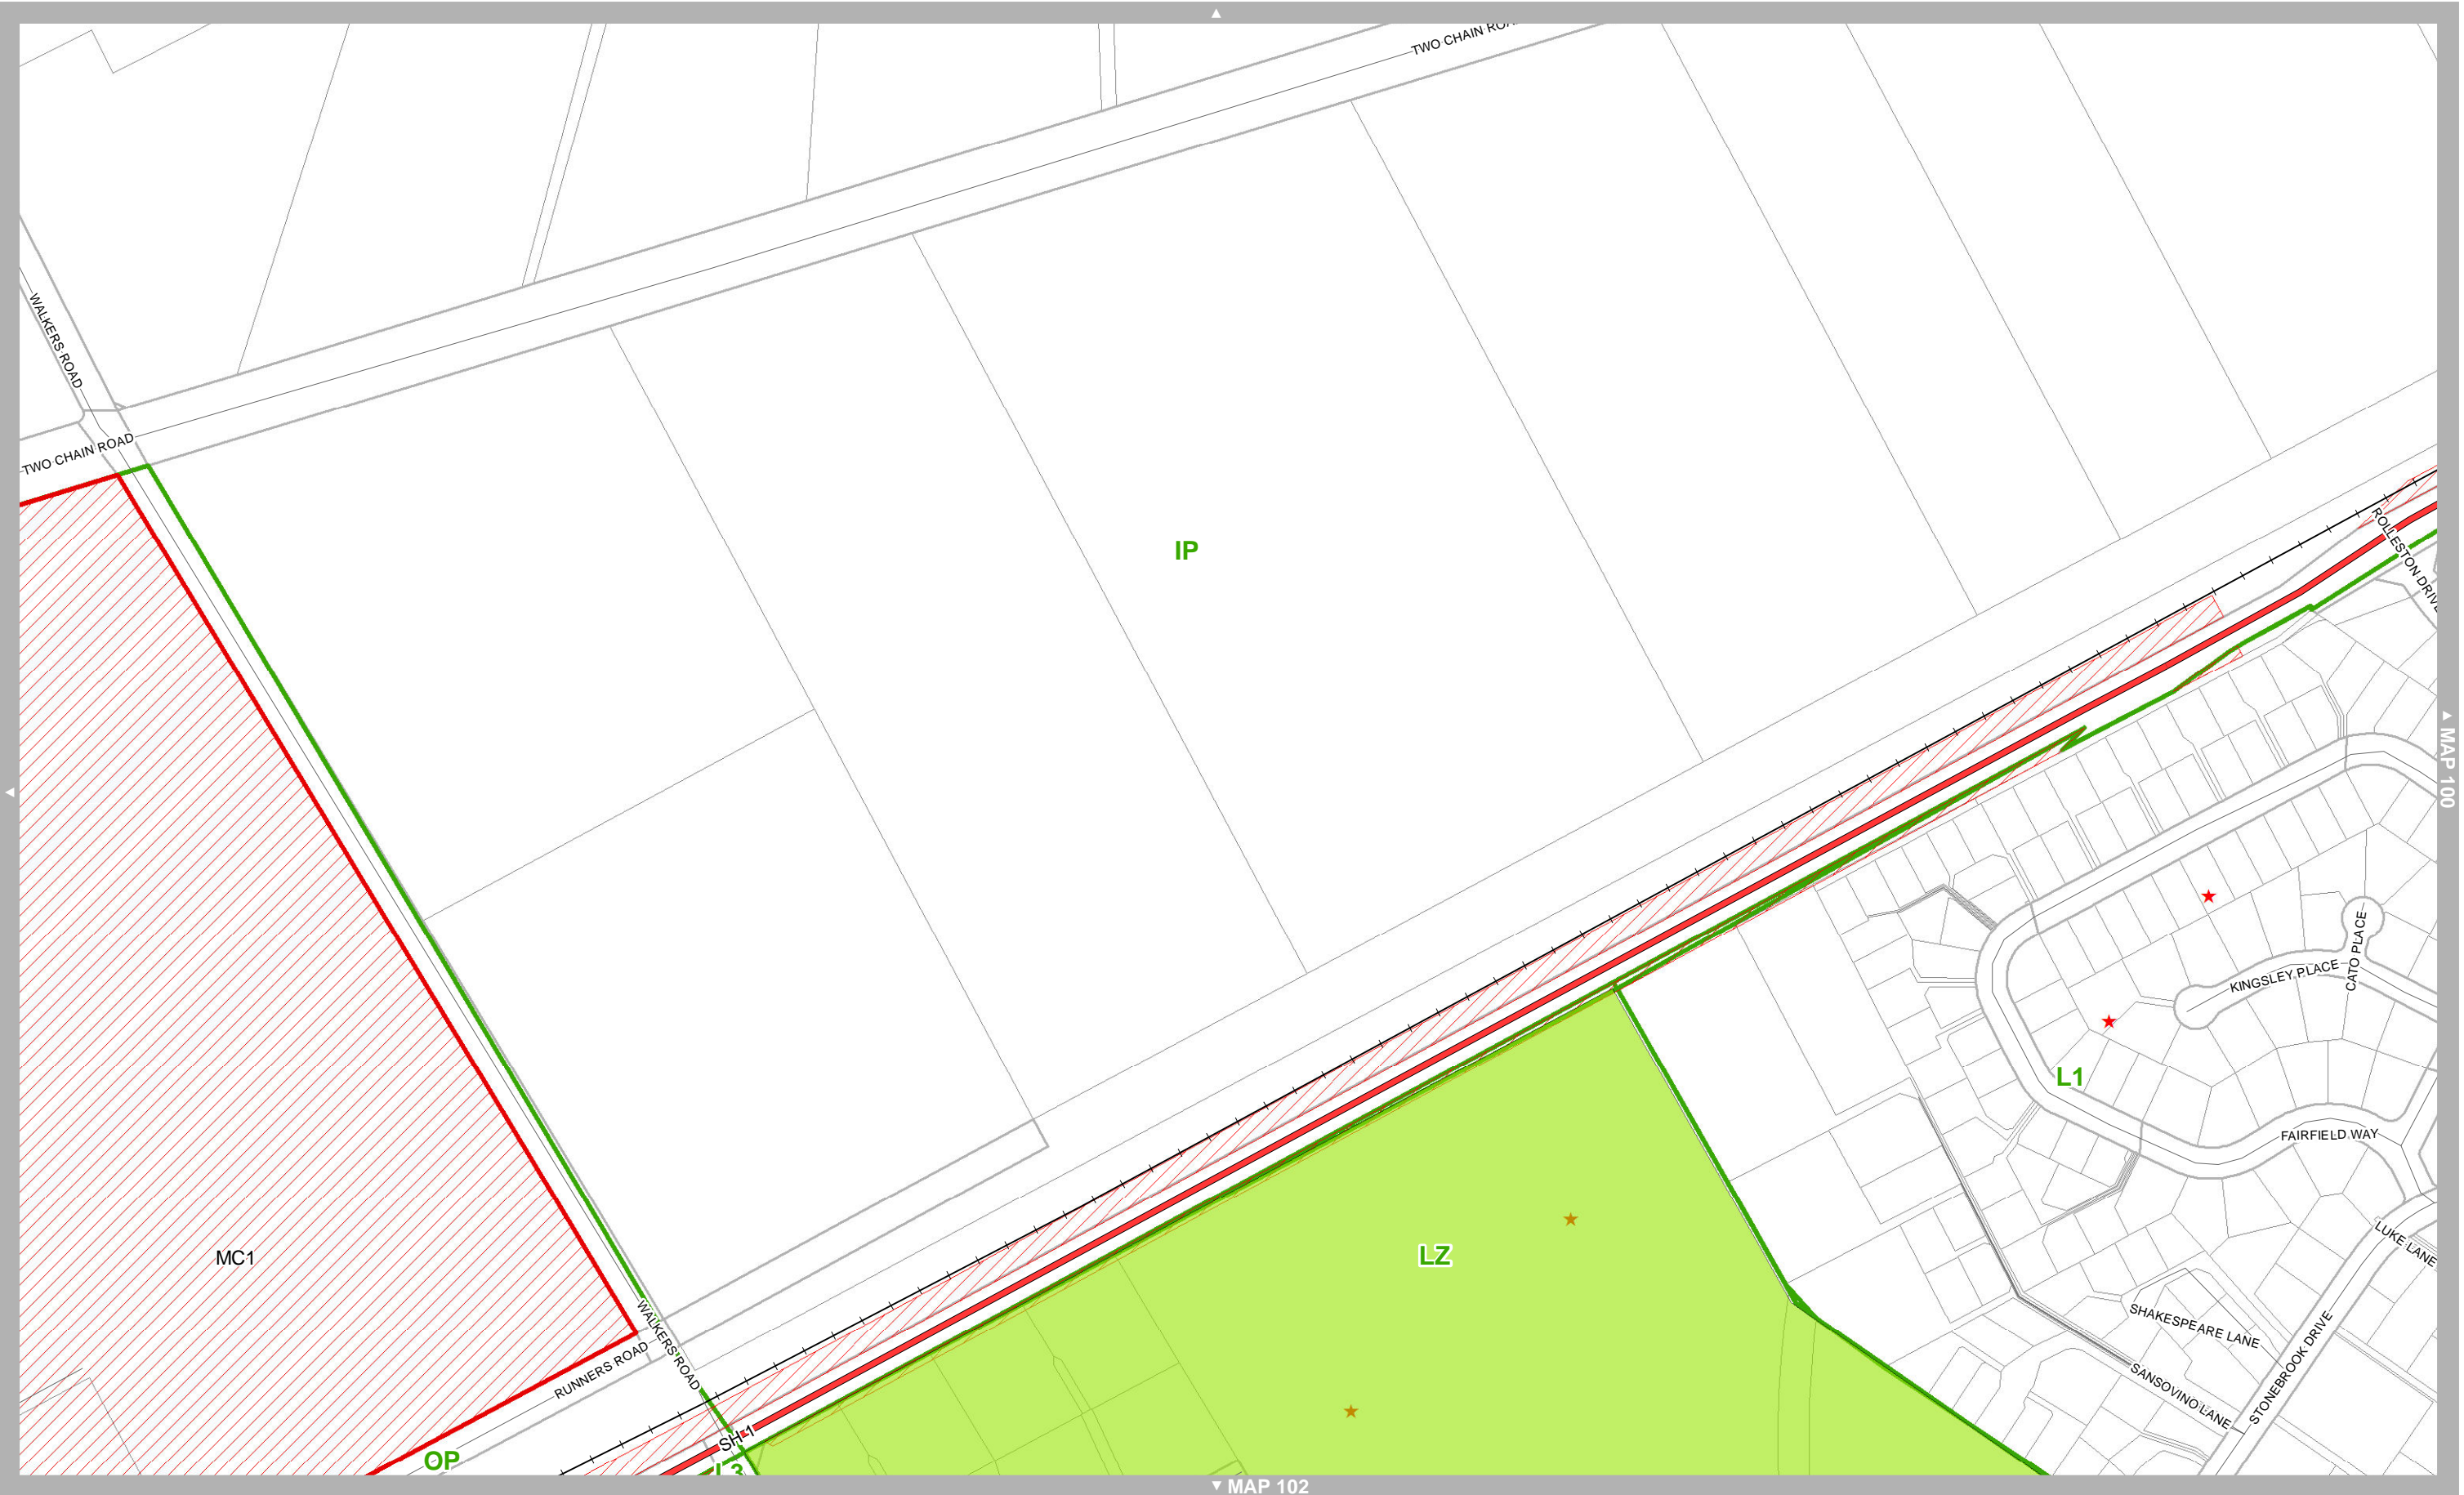 TWO CHAIN ROAD
WALKERS ROAD
TWO CHAIN ROAD
ROLLESTON DRIVE
IP
MAP 100
CATO PLACE
KINGSLEY PLACE
L1
FAIRFIELD WAY
LUKE LANE
LZ
MC1
SHAKESPEARE LANE
WALKERS ROAD
RUNNERS ROAD
STONEBROOK DRIVE
SANSOVINO LANE
SH 1
OP
L3
MAP 102